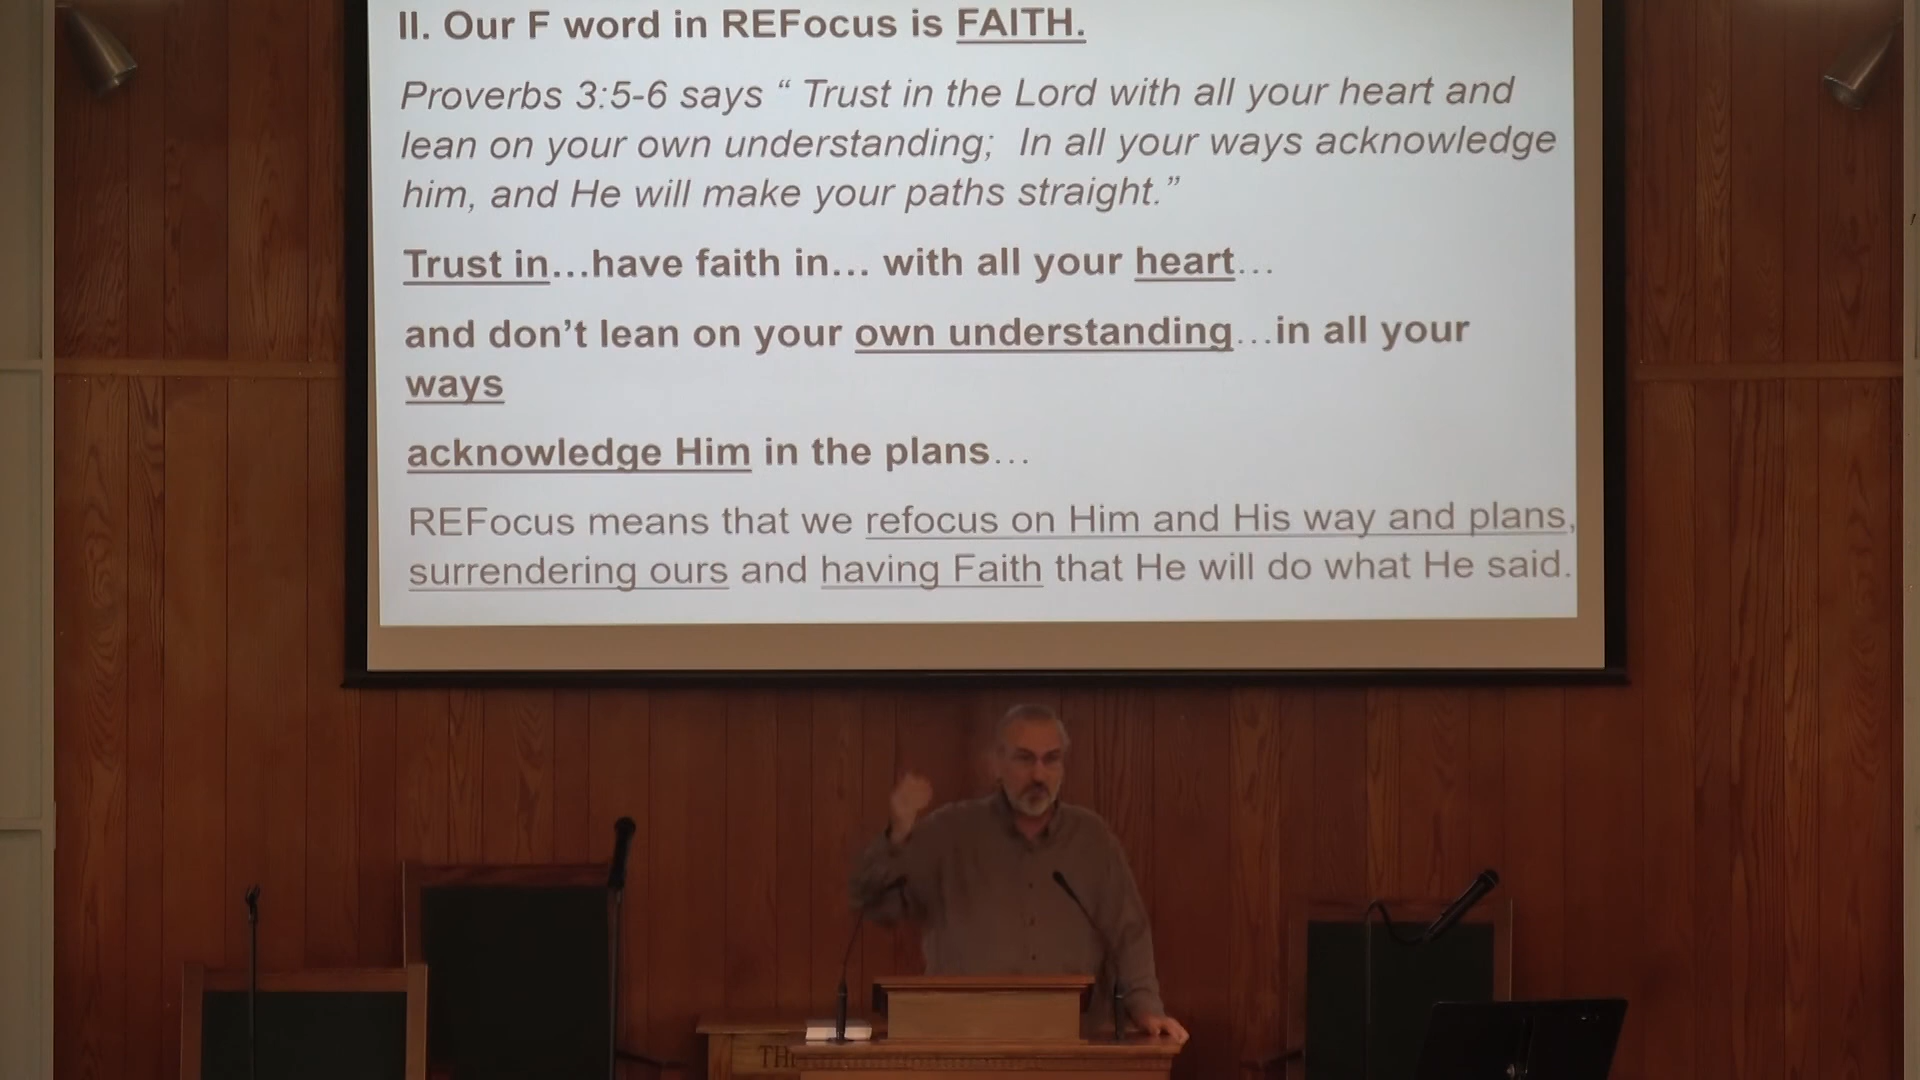 II. Our F word in REFocus is FAITH.
Proverbs 3:5-6 says “ Trust in the Lord with all your heart and
lean on your own understanding;  In all your ways acknowledge
him, and He will make your paths straight.”
Trust in...have faith in... with all your heart...
and don’t lean on your own understanding...in all your
ways
acknowledge Him in the plans...
REFocus means that we refocus on Him and His way and plans,
surrendering ours and having Faith that He will do what He said.